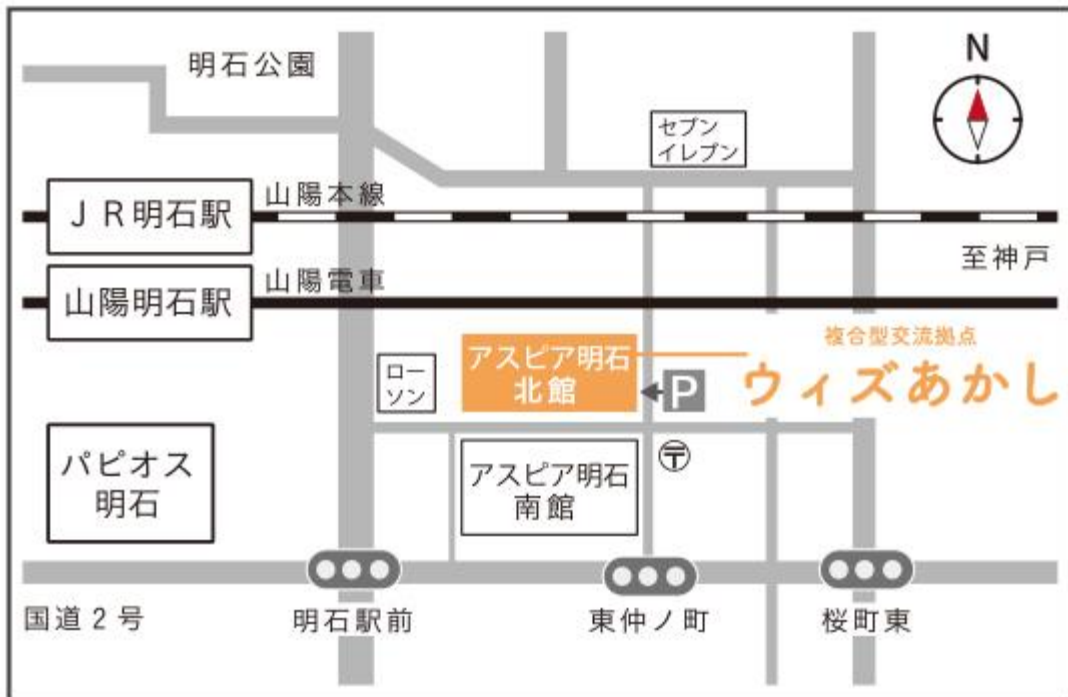 明石公園
N
セブン
イレブン
JR明石駅
山陽本線
至神戸
山陽明石駅
山陽電車
アスピア明石
北館
複合型交流拠点
ウィズあかし
ロー
ソン
P
パピオス
明石
アスピア明石
南館
〒
国道2号
明石駅前
東仲ノ町
桜町東